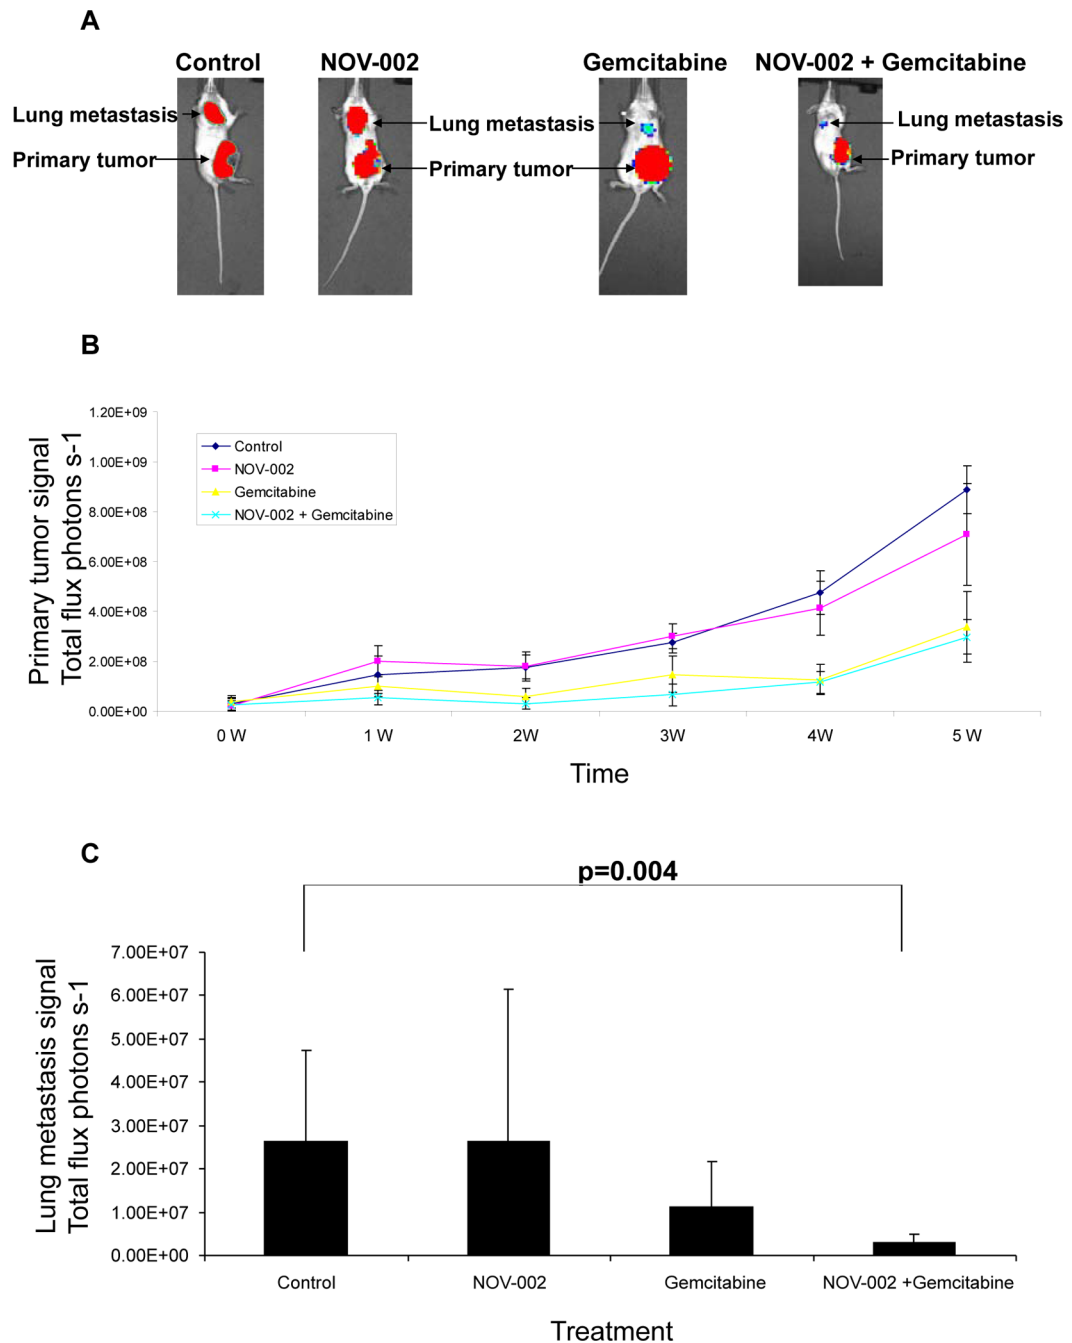 A
Control
NOV-002
Gemcitabine
NOV-002 + Gemcitabine
Lung metastasis
Lung metastasis
Lung metastasis
Primary tumor
Primary tumor
Primary tumor
B
Primary tumor signal
Total flux photons s-1
1.20E+09
1.00E+09
8.00E+08
6.00E+08
4.00E+08
2.00E+08
0.00E+00
Control
NOV-002
Gemcitabine
NOV-002 + Gemcitabine
0 W
1 W
2W
3W
4W
5 W
Time
C
p=0.004
Lung metastasis signal
Total flux photons s-1
7.00E+07
6.00E+07
5.00E+07
4.00E+07
3.00E+07
2.00E+07
1.00E+07
0.00E+00
Control
NOV-002
Gemcitabine
NOV-002 +Gemcitabine
Treatment